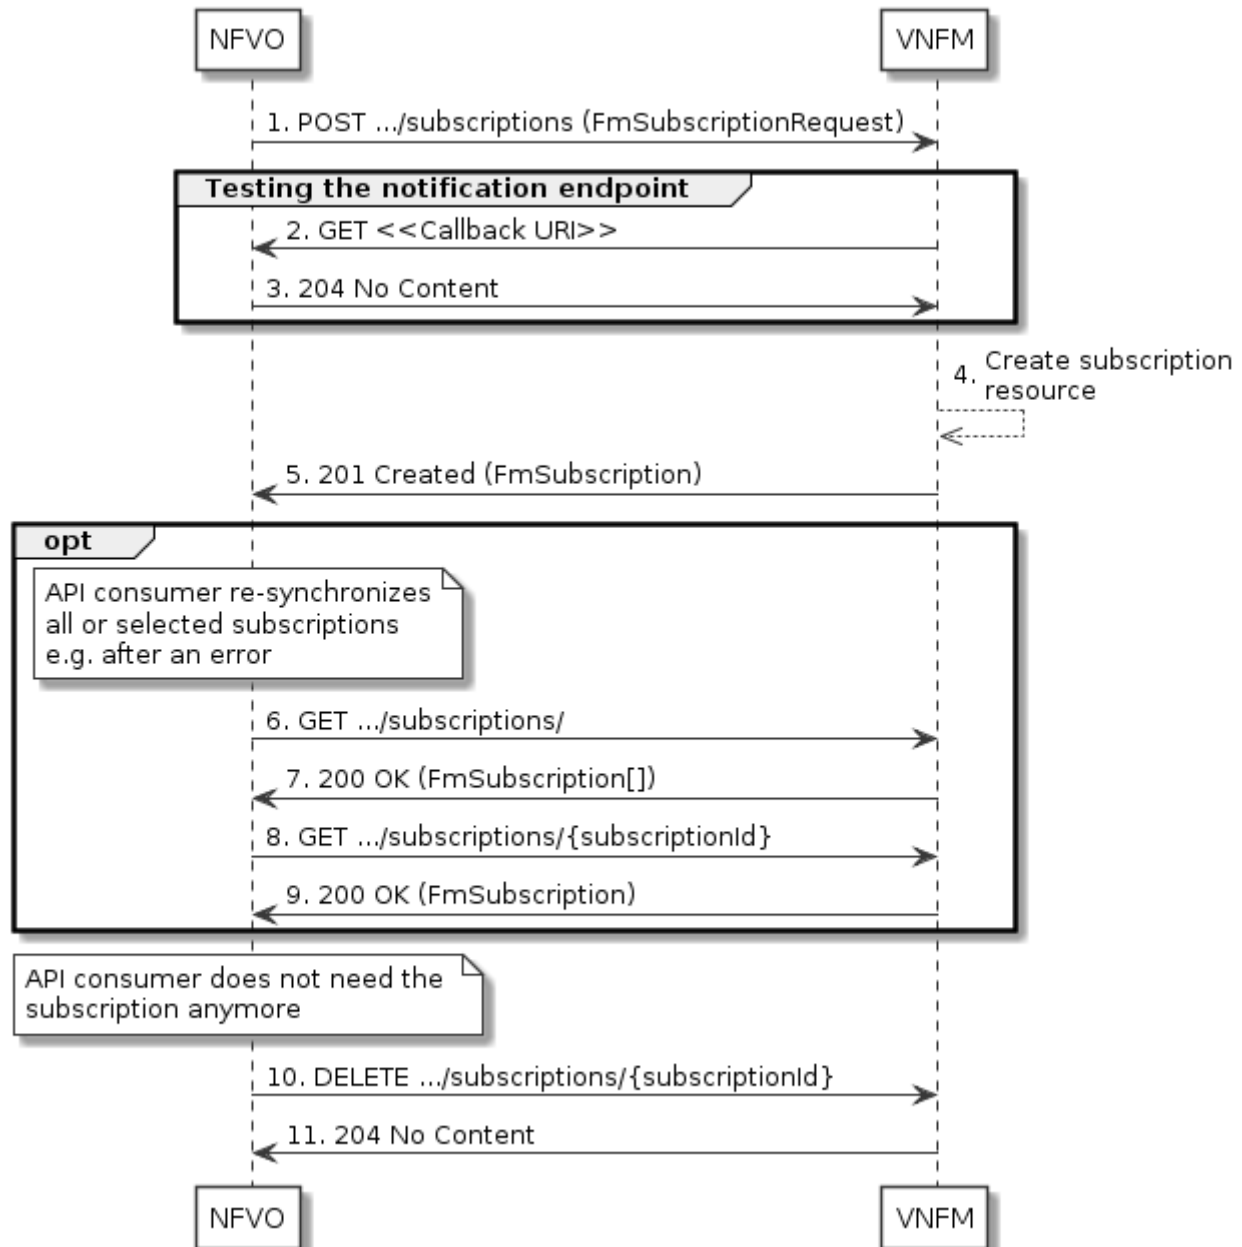 NFVO VNFM
1. POST .../subscriptions (FmSubscriptionRequest)
Testing the notification endpoint
2. GET <<Callback URI>>
3. 204 No Content
4. Create subscription
resource
5. 201 Created (FmSubscription)
opt
API consumer re-synchronizes
all or selected subscriptions
e.g. after an error
6. GET .../subscriptions/
7. 200 OK (FmSubscription[])
8. GET .../subscriptions/{subscriptionId}
9. 200 OK (FmSubscription)
API consumer does not need the
subscription anymore
10. DELETE .../subscriptions/{subscriptionId}
11. 204 No Content
NFVO VNFM